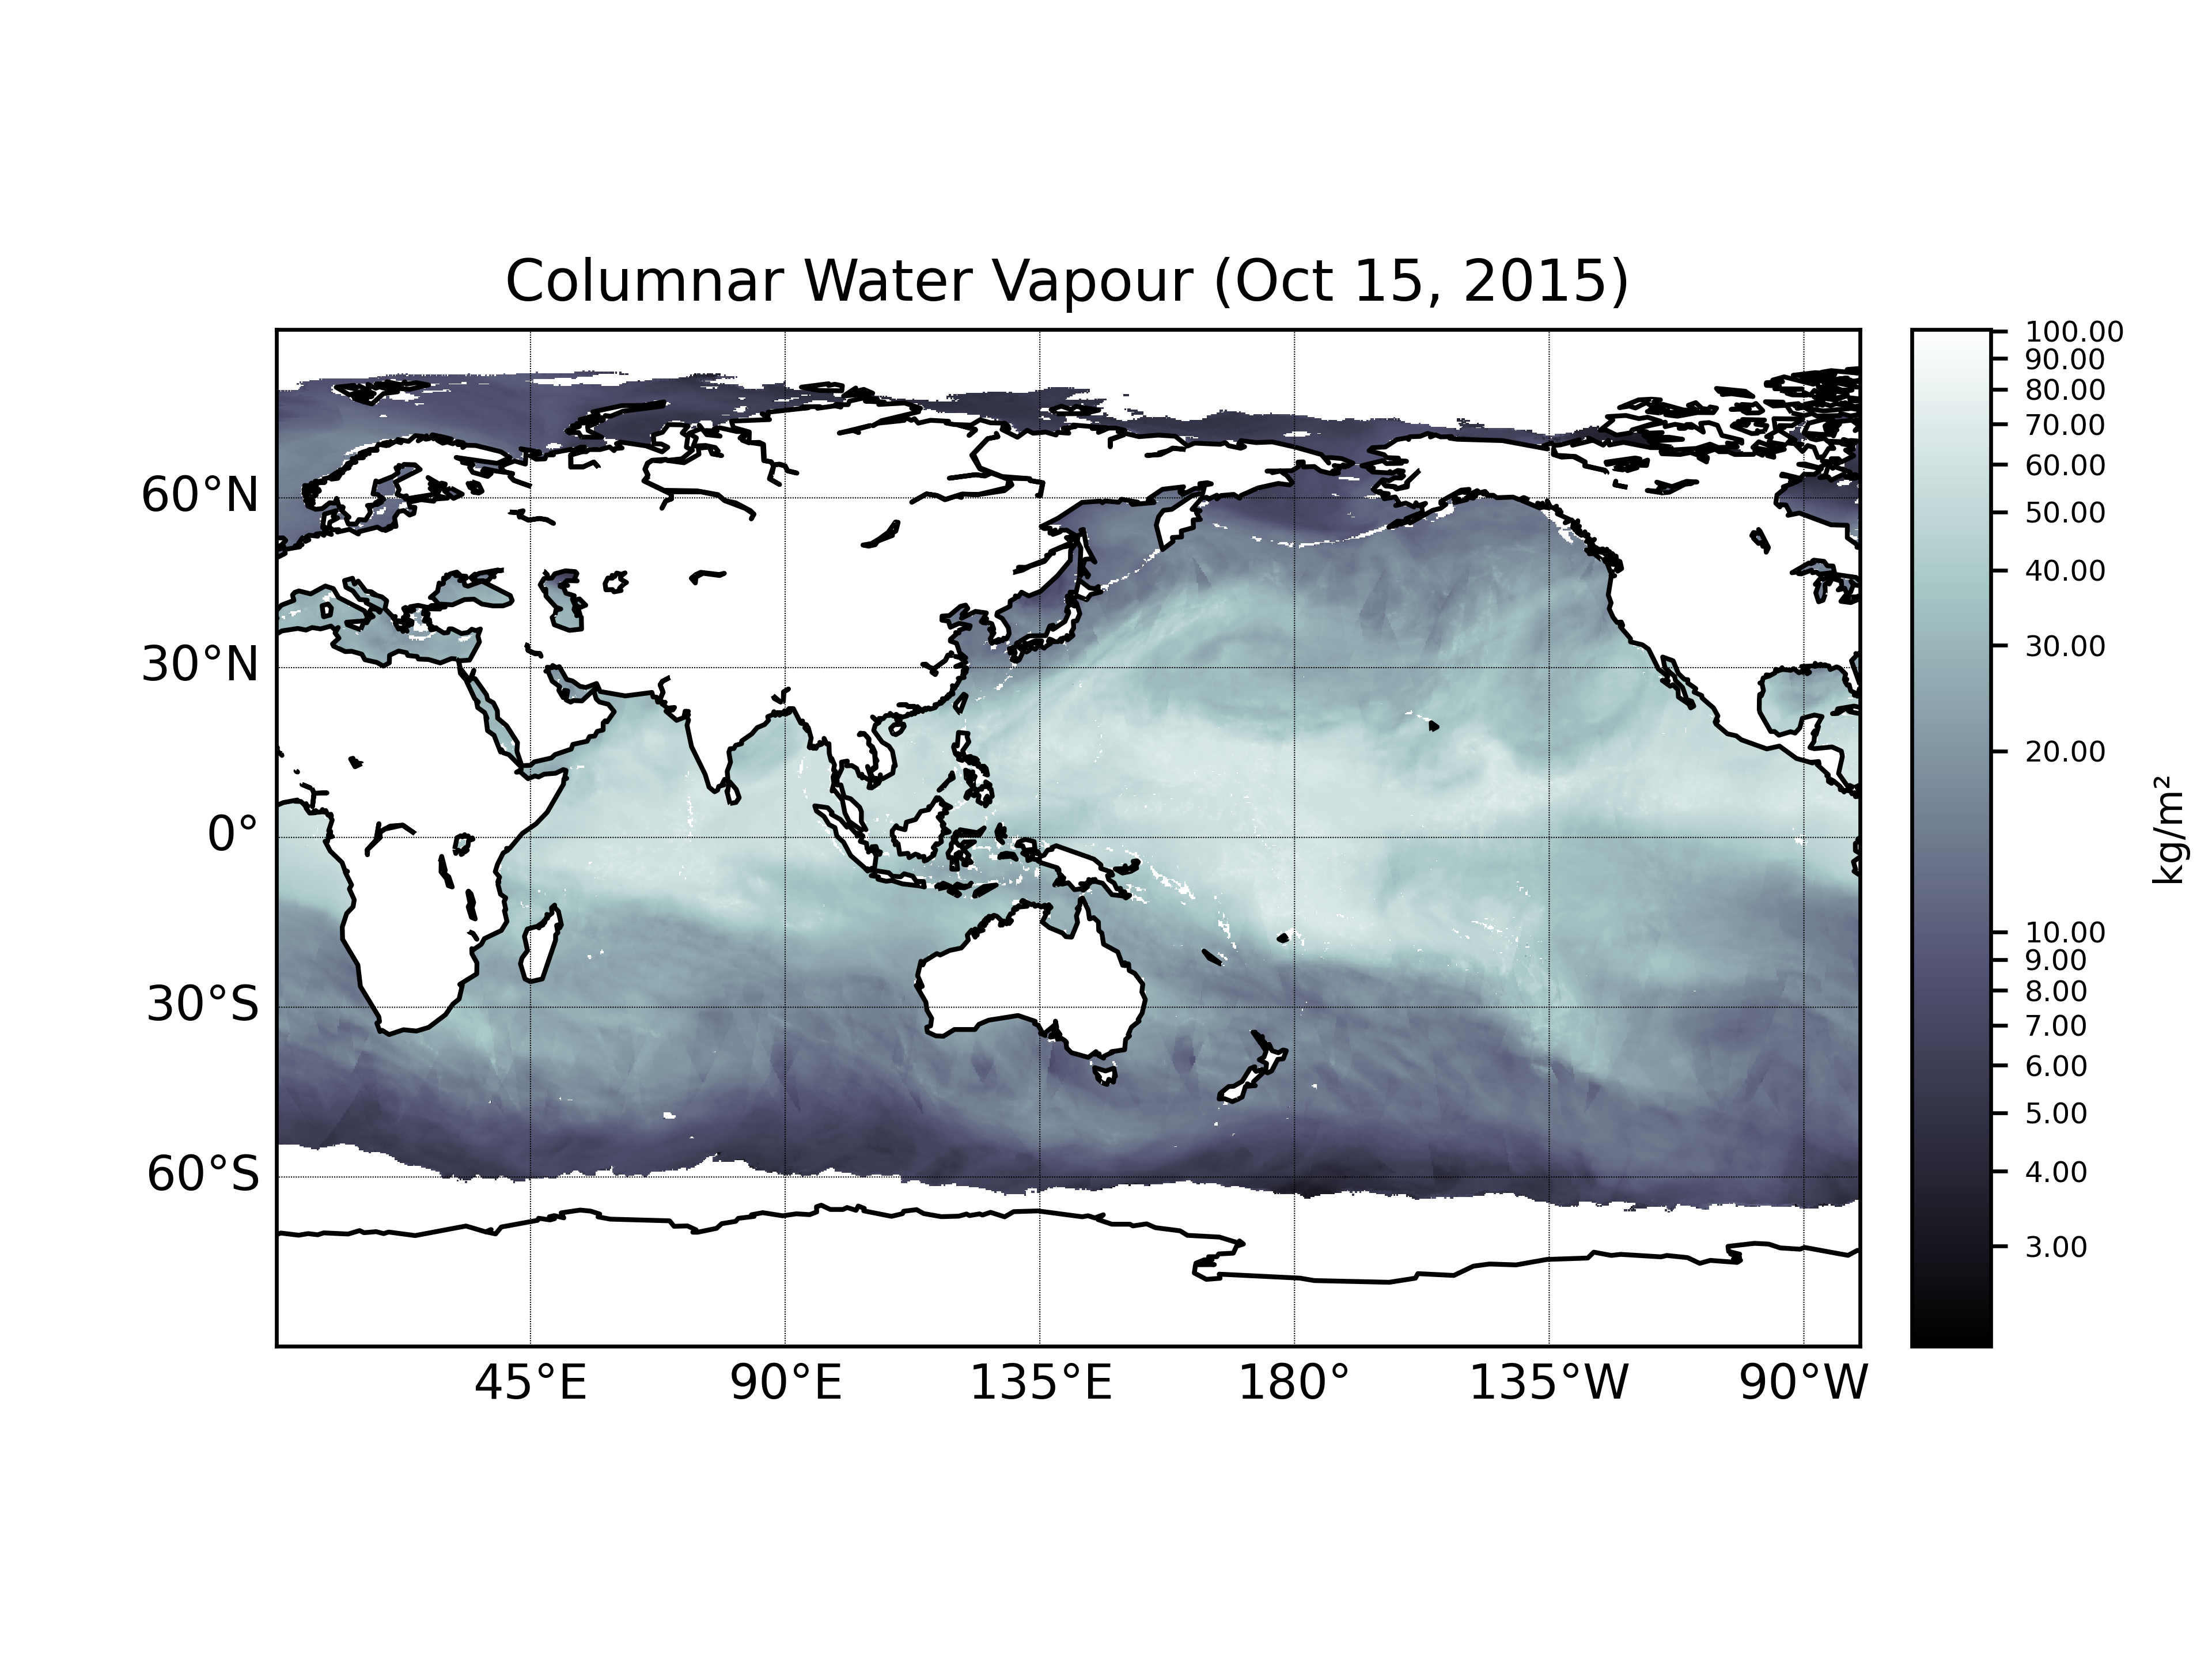 Columnar Water Vapour (Oct 15, 2015)
60°N
30°N
0°
30°S
60°S
45°E
90°E
135°E
180°
135°W
90°W
100.00
90.00
80.00
70.00
60.00
50.00
40.00
30.00
20.00
10.00
9.00
8.00
7.00
6.00
5.00
4.00
3.00
kg/m²